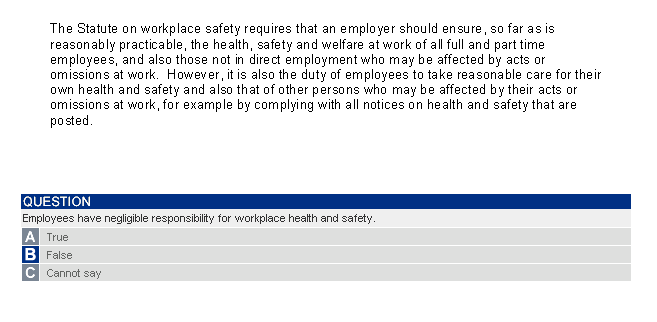 The Statute on workplace safety requires that an employer should ensure, so far as is
reasonably practicable, the health, safety and welfare at work of all full and part time
employees, and also those not in direct employment who may be affected by acts or
omissions at work.  However, it is also the duty of employees to take reasonable care for their
own health and safety and also that of other persons who may be affected by their acts or
omissions at work, for example by complying with all notices on health and safety that are
posted.
QUESTION
Employees have negligible responsibility for workplace health and safety.
A True
B False
C Cannot say